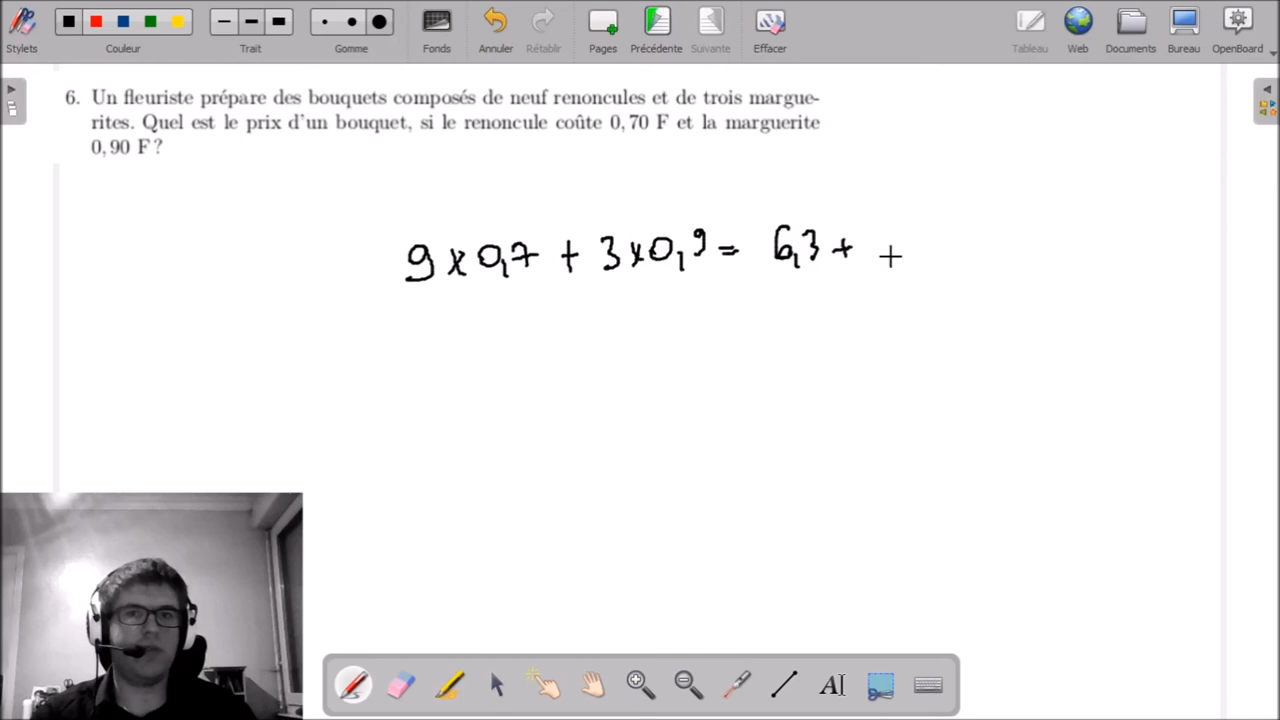 Stylets
Couleur
Trait
Gomme
Fonds
Annuler
Rétablir
Pages
Précédente
Suivante
Effacer
Tableau
Web
Documents
Bureau
OpenBoard
6. Un fleuriste prépare des bouquets composés de neuf renoncules et de trois margue-
rites. Quel est le prix d'un bouquet, si le renoncule coûte 0, 70 F et la marguerite
0, 90 F ?
9 x 0,7 + 3 x 0,9 = 6,3 +